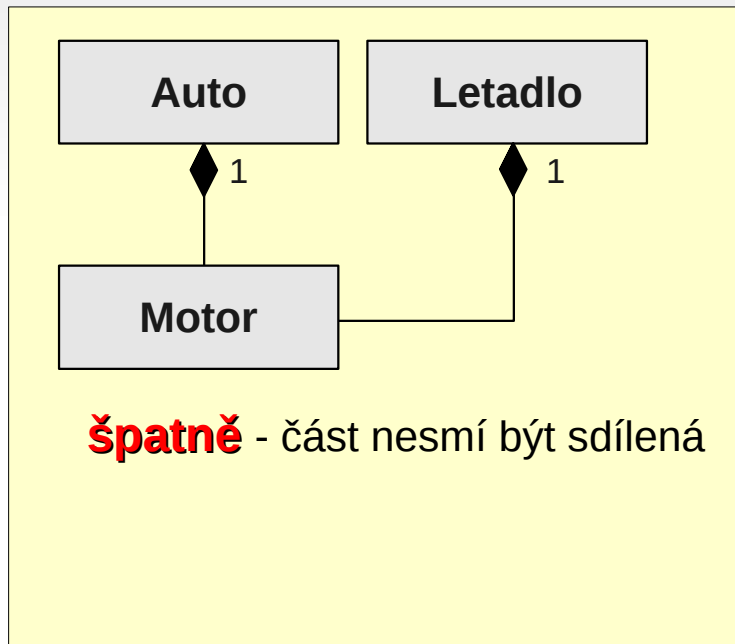 Auto
Letadlo
1
1
Motor
špatně - část nesmí být sdílená